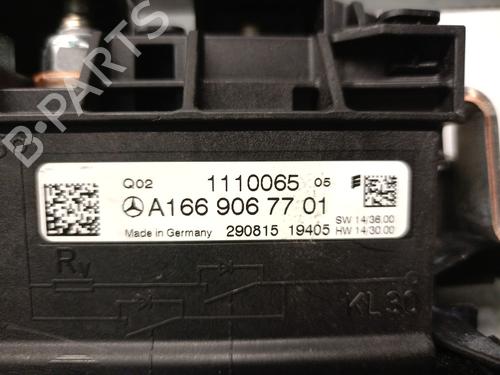 B-PARTS
Q02 1110065 05
A166 906 77 01
SW 14/36.00
Made in Germany 290815 19405 HW 14/30.00
Rv
KL30